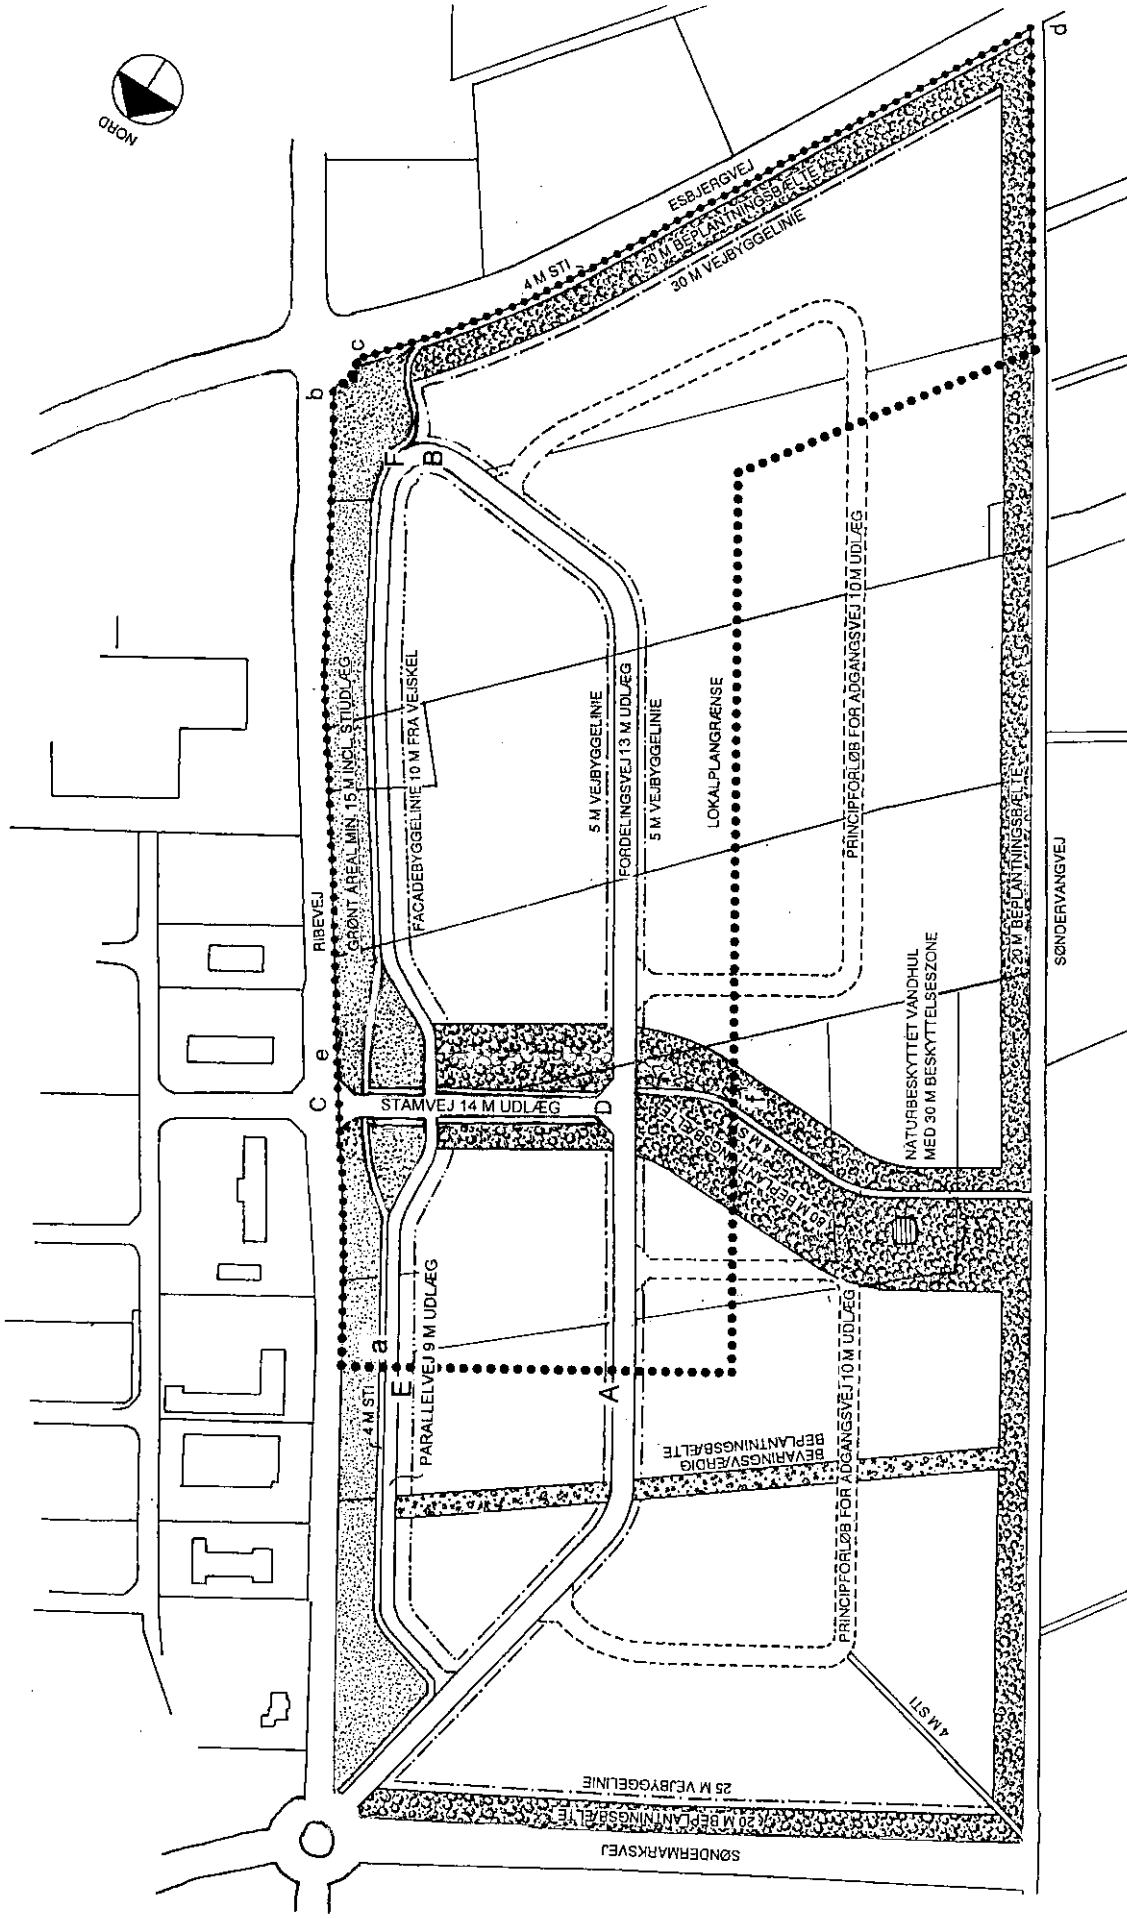 NORD
d
ESBJERGVEJ
20 M BEPLANTNINGSBÆLTE
4 M STI
30 M VEJBYGGELINIE
c
b
F
B
GRØNT AREAL MIN. 15 M INCL. STIUDLÆG
FACADEBYGGELINIE 10 M FRA VEJSKEL
RIBEVEJ
5 M VEJBYGGELINIE
FORDELINGSVEJ 13 M UDLÆG
5 M VEJBYGGELINIE
LOKALPLANGRÆNSE
PRINCIPFORLØB FOR ADGANGSVEJ 10 M UDLÆG
20 M BEPLANTNINGSBÆLTE
SØNDERVANGVEJ
NATURBESKYTTET VANDHUL
MED 30 M BESKYTTELSESZONE
e
C
STAMVEJ 14 M UDLÆG
D
f
80 M BEPLANTNINGSBÆLTE
4 M STI
a
E
4 M STI
PARALLELVEJ 9 M UDLÆG
A
BEVARINGSVÆRDIG
BEPLANTNINGSBÆLTE
PRINCIPFORLØB FOR ADGANGSVEJ 10 M UDLÆG
4 M STI
25 M VEJBYGGELINIE
20 M BEPLANTNINGSBÆLTE
SØNDERMARKSVEJ